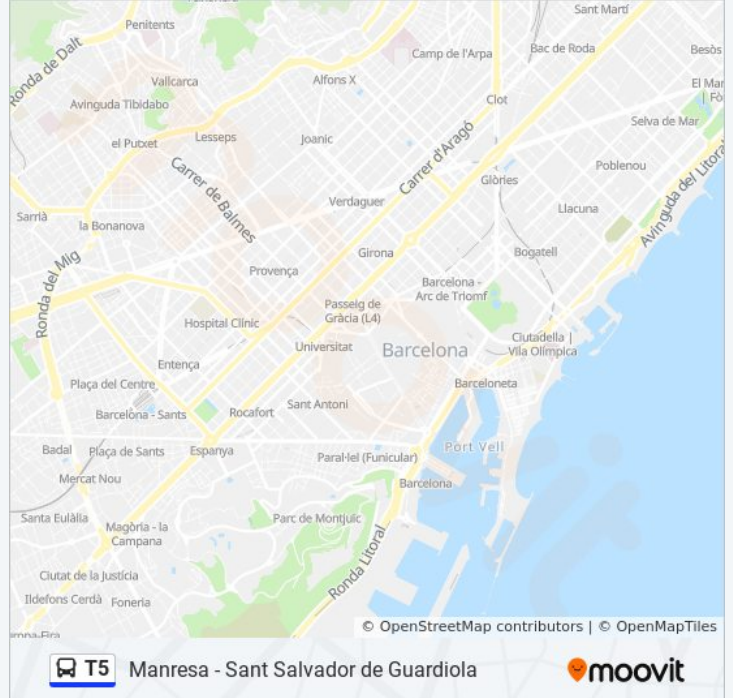 Sant Martí
Penitents
Camp de l'Arpa
Bac de Roda
Besòs
Ronda de Dalt
Vallcarca
Alfons X
El Mar
| Fò
Avinguda Tibidabo
Clot
Selva de Mar
el Putxet
Lesseps
Joanic
Carrer d'Aragó
Poblenou
Carrer de Balmes
Glòries
Avinguda del Litoral
Verdaguer
Llacuna
Sarrià
la Bonanova
Girona
Bogatell
Ronda del Mig
Provença
Barcelona -
Arc de Triomf
Passeig de
Gràcia (L4)
Hospital Clínic
Universitat
Barcelona
Ciutadella |
Vila Olímpica
Entença
Plaça del Centre
Barceloneta
Sant Antoni
Barcelona - Sants
Rocafort
Badal
Plaça de Sants
Espanya
Paral·lel (Funicular)
Port Vell
Mercat Nou
Barcelona
Santa Eulàlia
Magòria - la
Campana
Parc de Montjuïc
Ronda Litoral
Ciutat de la Justícia
Ildefons Cerdà
Foneria
© OpenStreetMap contributors | © OpenMapTiles
T5 Manresa - Sant Salvador de Guardiola
moovit